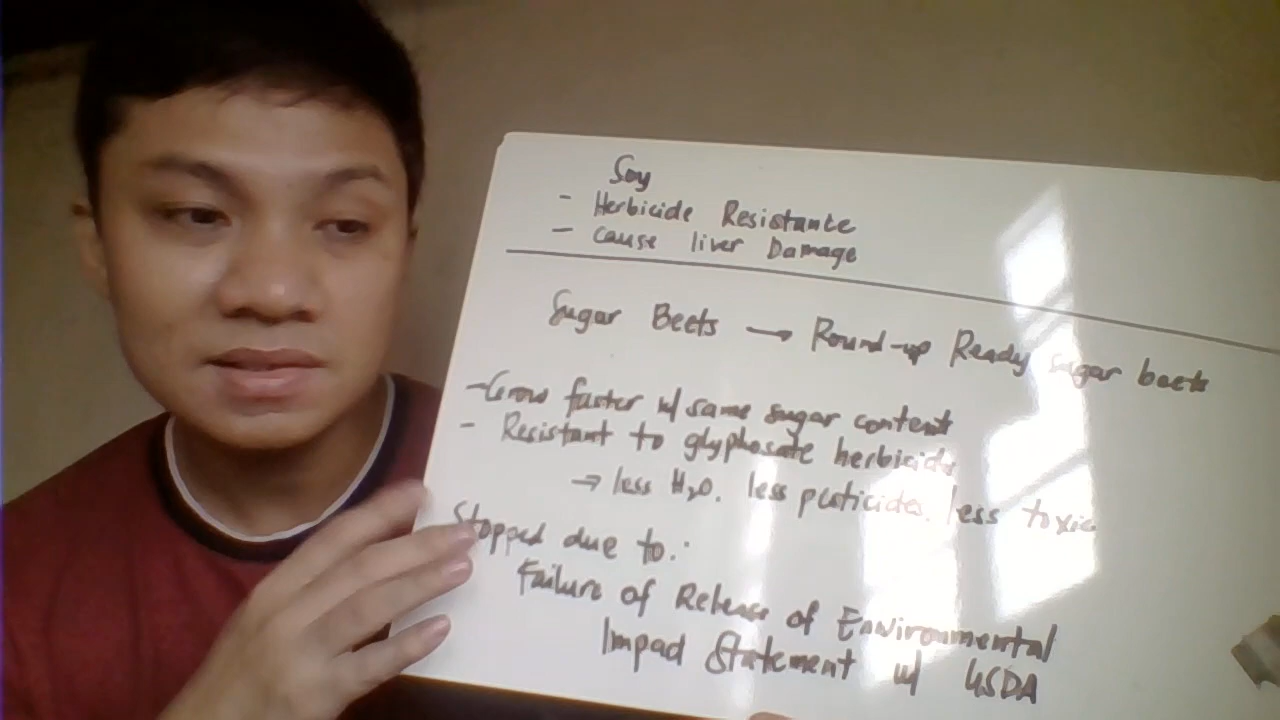 Soy
- Herbicide Resistance
- cause liver Damage
Sugar Beets → Round-up Ready sugar beets
- Grow faster w/ same sugar content
- Resistant to glyphosate herbicide
→ less H₂O, less pesticides, less toxic
Stopped due to:
Failure of Release of Environmental
Impact Statement w/ USDA